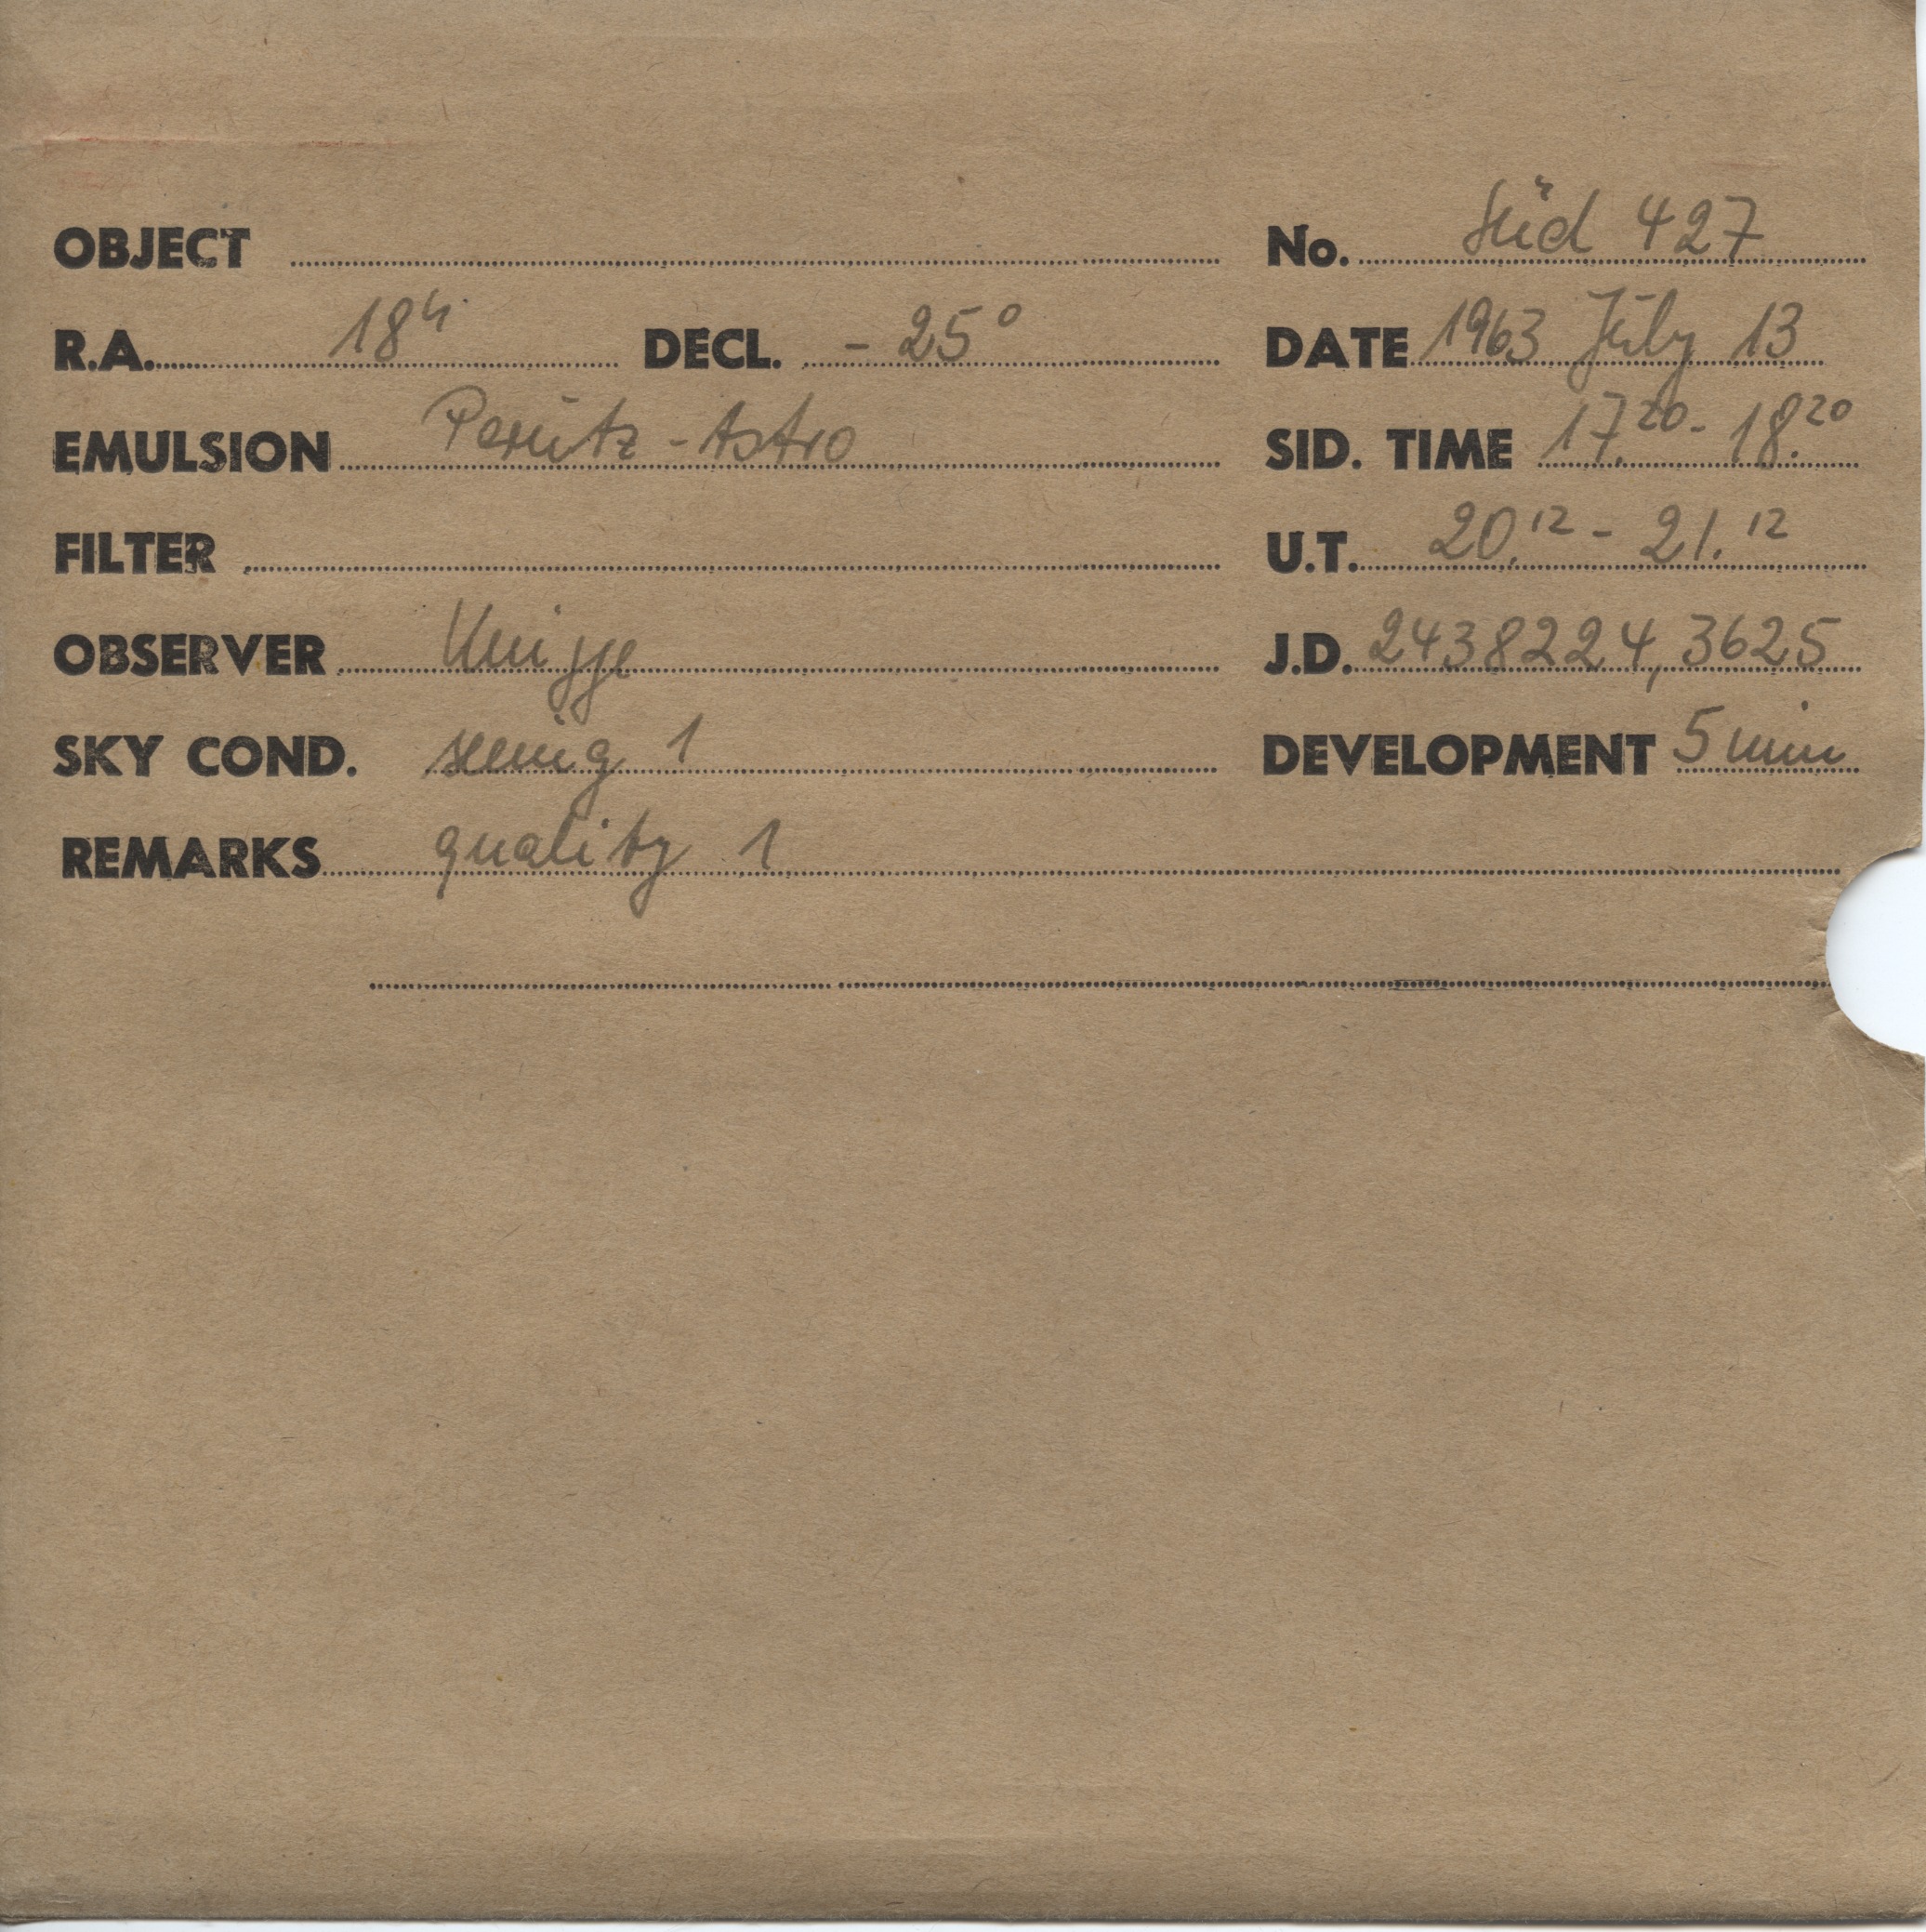 OBJECT
No. Süd 427
R.A. 18h DECL. - 25°
DATE 1963 July 13
EMULSION Perutz - Astro
SID. TIME 17.20 - 18.20
FILTER
U.T. 20.12 - 21.12
OBSERVER Knigge
J.D. 2438224,3625
SKY COND. seeing 1
DEVELOPMENT 5 min
REMARKS quality 1